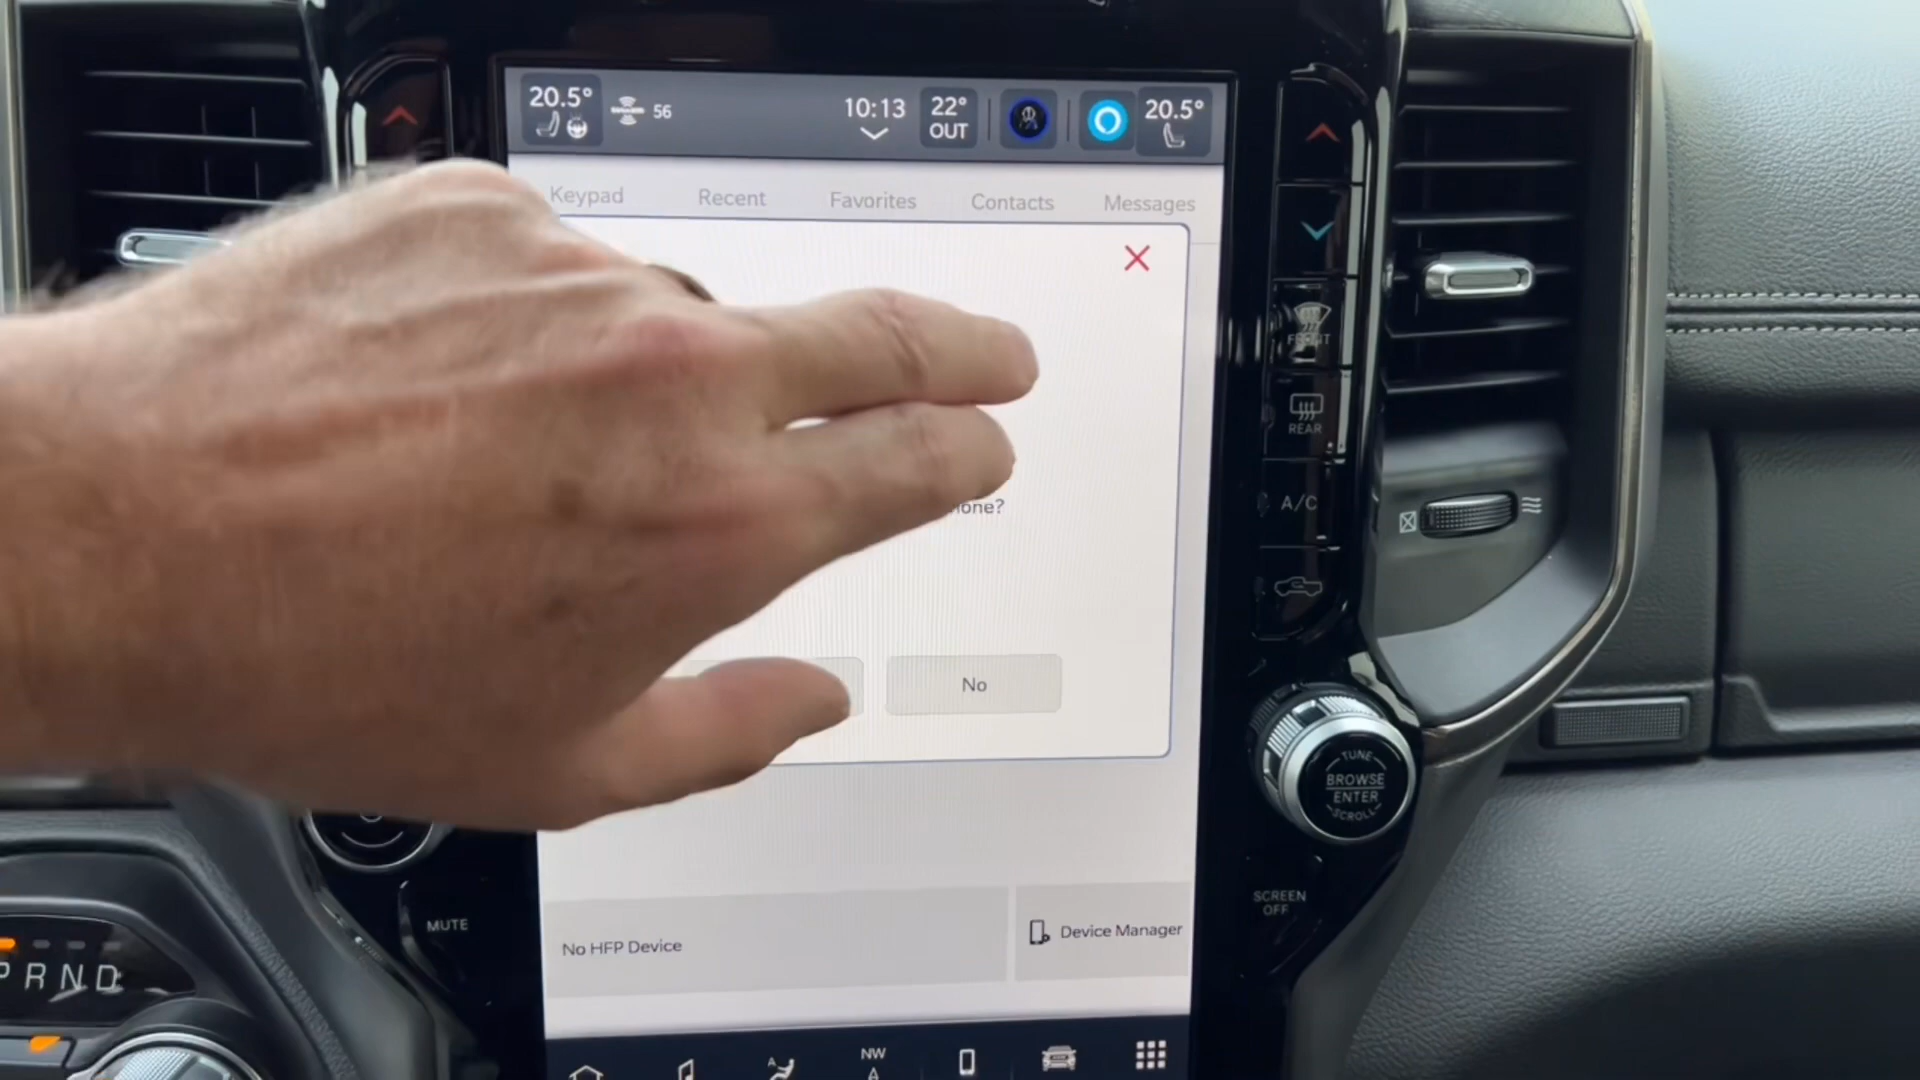 20.5°
56
10:13
22°
OUT
20.5°
Keypad
Recent
Favorites
Contacts
Messages
FRONT
REAR
A/C
No
TUNE
BROWSE
ENTER
SCROLL
MUTE
SCREEN
OFF
No HFP Device
Device Manager
P R N D
NW
A